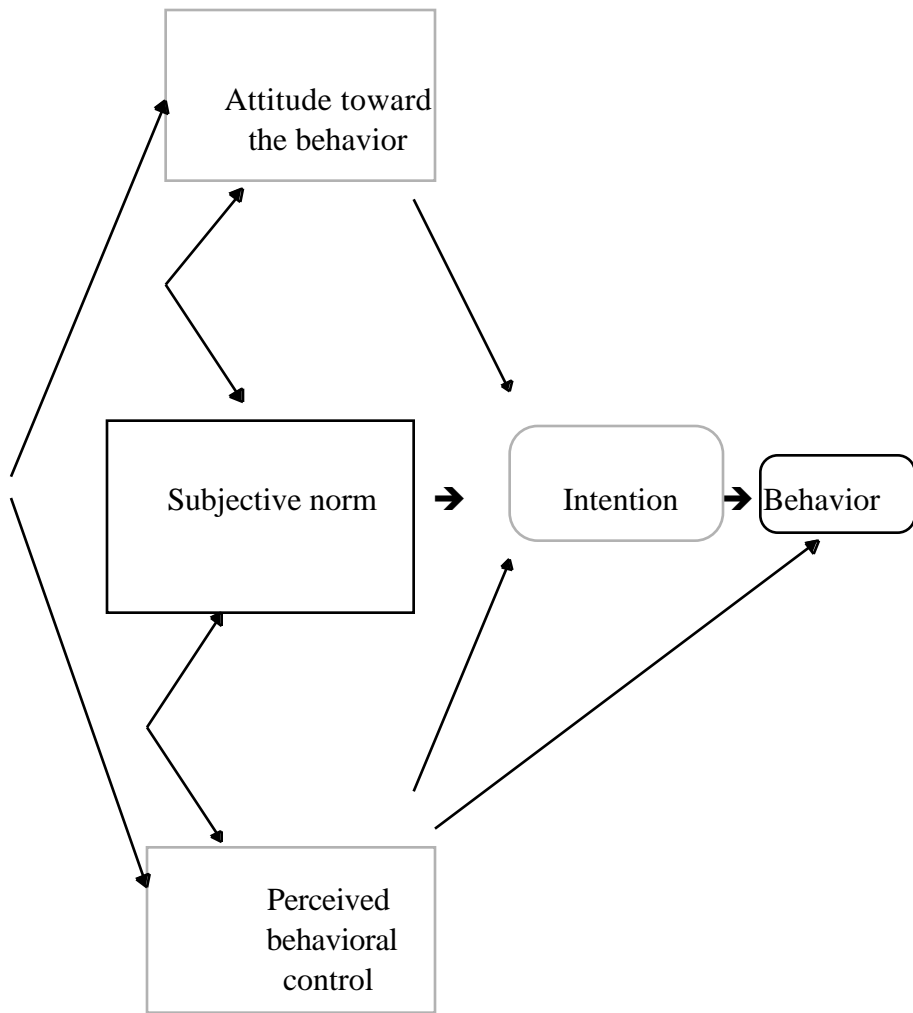 Attitude toward
the behavior
Subjective norm
Intention
Behavior
Perceived
behavioral
control